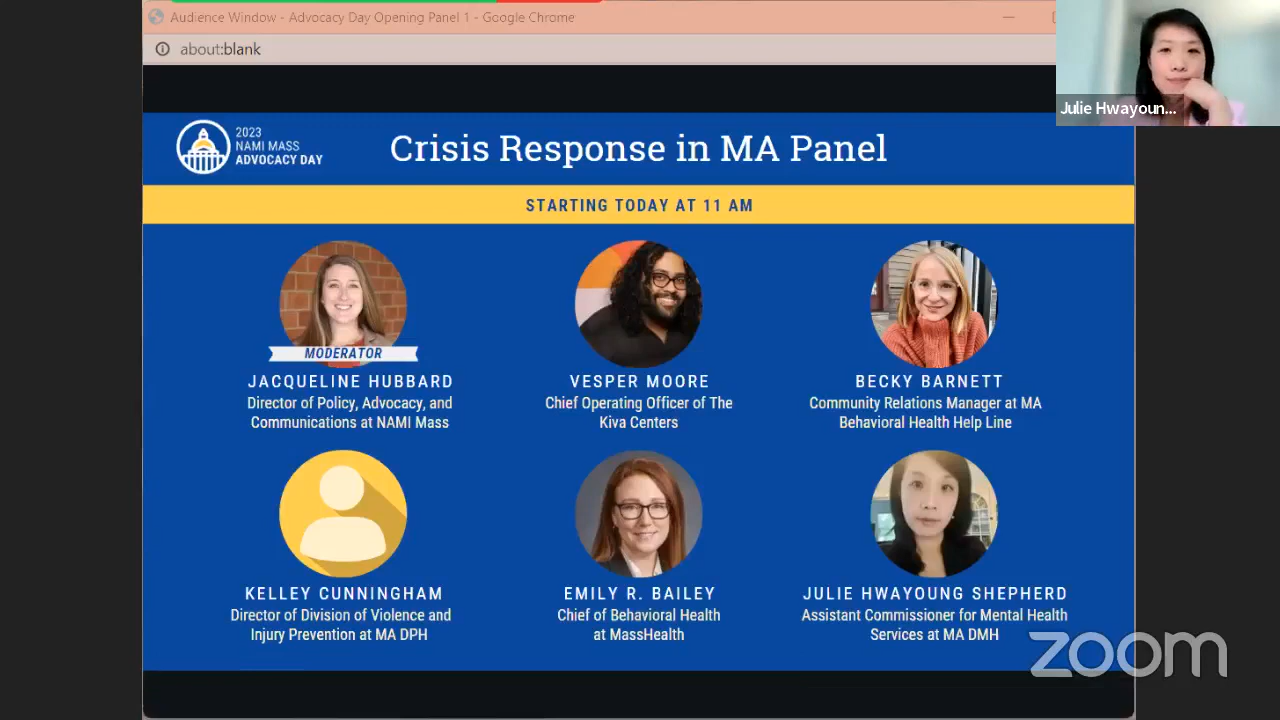 Audience Window - Advocacy Day Opening Panel 1 - Google Chrome
about:blank
Julie Hwayoun...
2023
NAMI MASS
ADVOCACY DAY
Crisis Response in MA Panel
STARTING TODAY AT 11 AM
MODERATOR
JACQUELINE HUBBARD
Director of Policy, Advocacy, and
Communications at NAMI Mass
VESPER MOORE
Chief Operating Officer of The
Kiva Centers
BECKY BARNETT
Community Relations Manager at MA
Behavioral Health Help Line
KELLEY CUNNINGHAM
Director of Division of Violence and
Injury Prevention at MA DPH
EMILY R. BAILEY
Chief of Behavioral Health
at MassHealth
JULIE HWAYOUNG SHEPHERD
Assistant Commissioner for Mental Health
Services at MA DMH
zoom